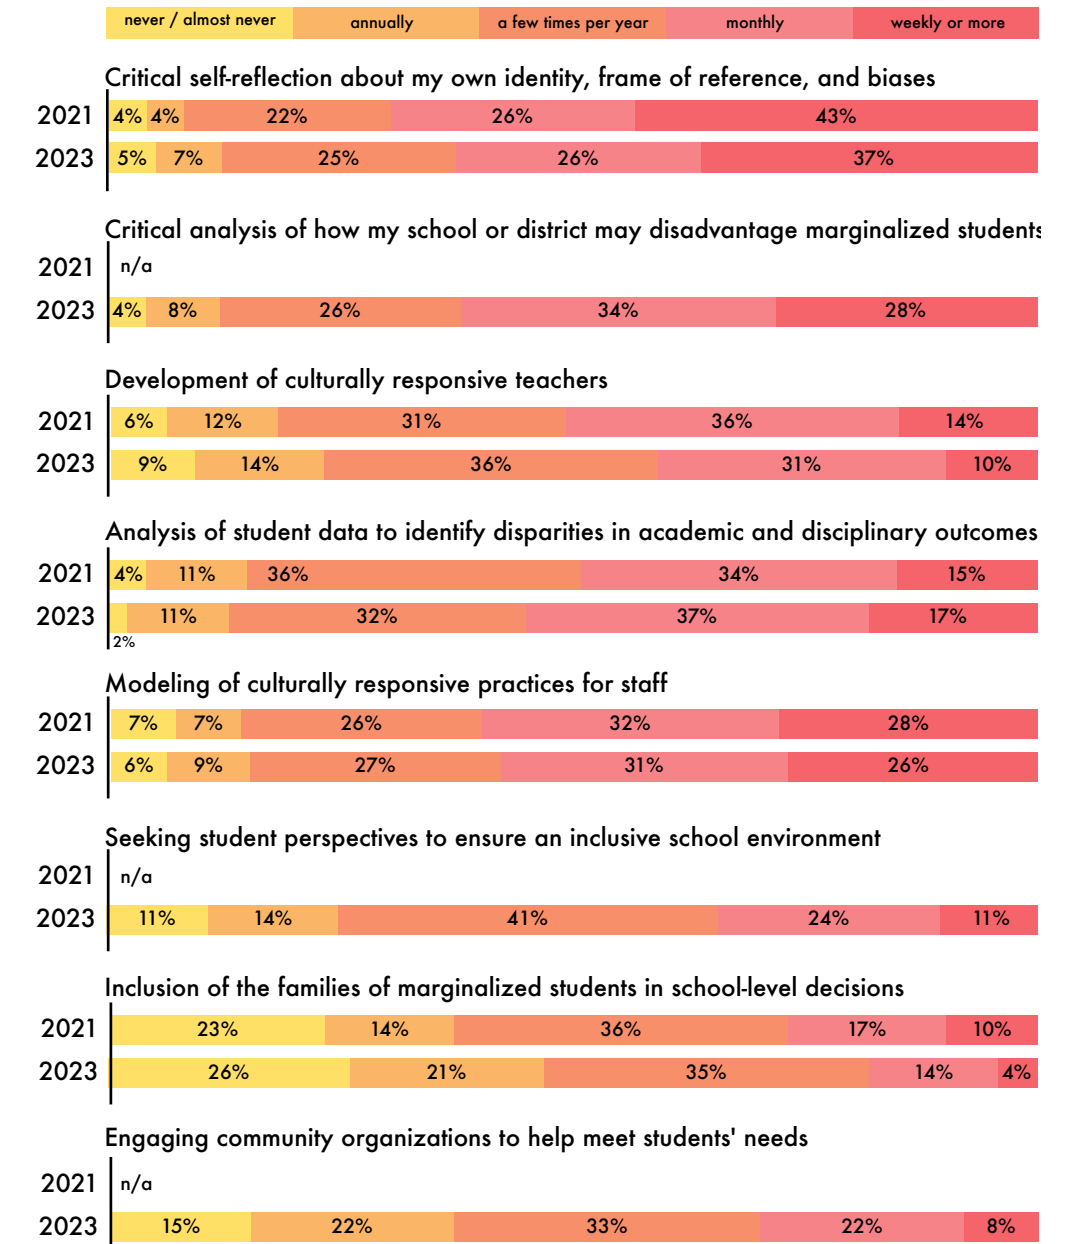 never / almost never annually a few times per year monthly weekly or more
Critical self-reflection about my own identity, frame of reference, and biases
2021 4% 4% 22% 26% 43%
2023 5% 7% 25% 26% 37%
Critical analysis of how my school or district may disadvantage marginalized students
2021 n/a
2023 4% 8% 26% 34% 28%
Development of culturally responsive teachers
2021 6% 12% 31% 36% 14%
2023 9% 14% 36% 31% 10%
Analysis of student data to identify disparities in academic and disciplinary outcomes
2021 4% 11% 36% 34% 15%
2023 11% 32% 37% 17%
2%
Modeling of culturally responsive practices for staff
2021 7% 7% 26% 32% 28%
2023 6% 9% 27% 31% 26%
Seeking student perspectives to ensure an inclusive school environment
2021 n/a
2023 11% 14% 41% 24% 11%
Inclusion of the families of marginalized students in school-level decisions
2021 23% 14% 36% 17% 10%
2023 26% 21% 35% 14% 4%
Engaging community organizations to help meet students' needs
2021 n/a
2023 15% 22% 33% 22% 8%